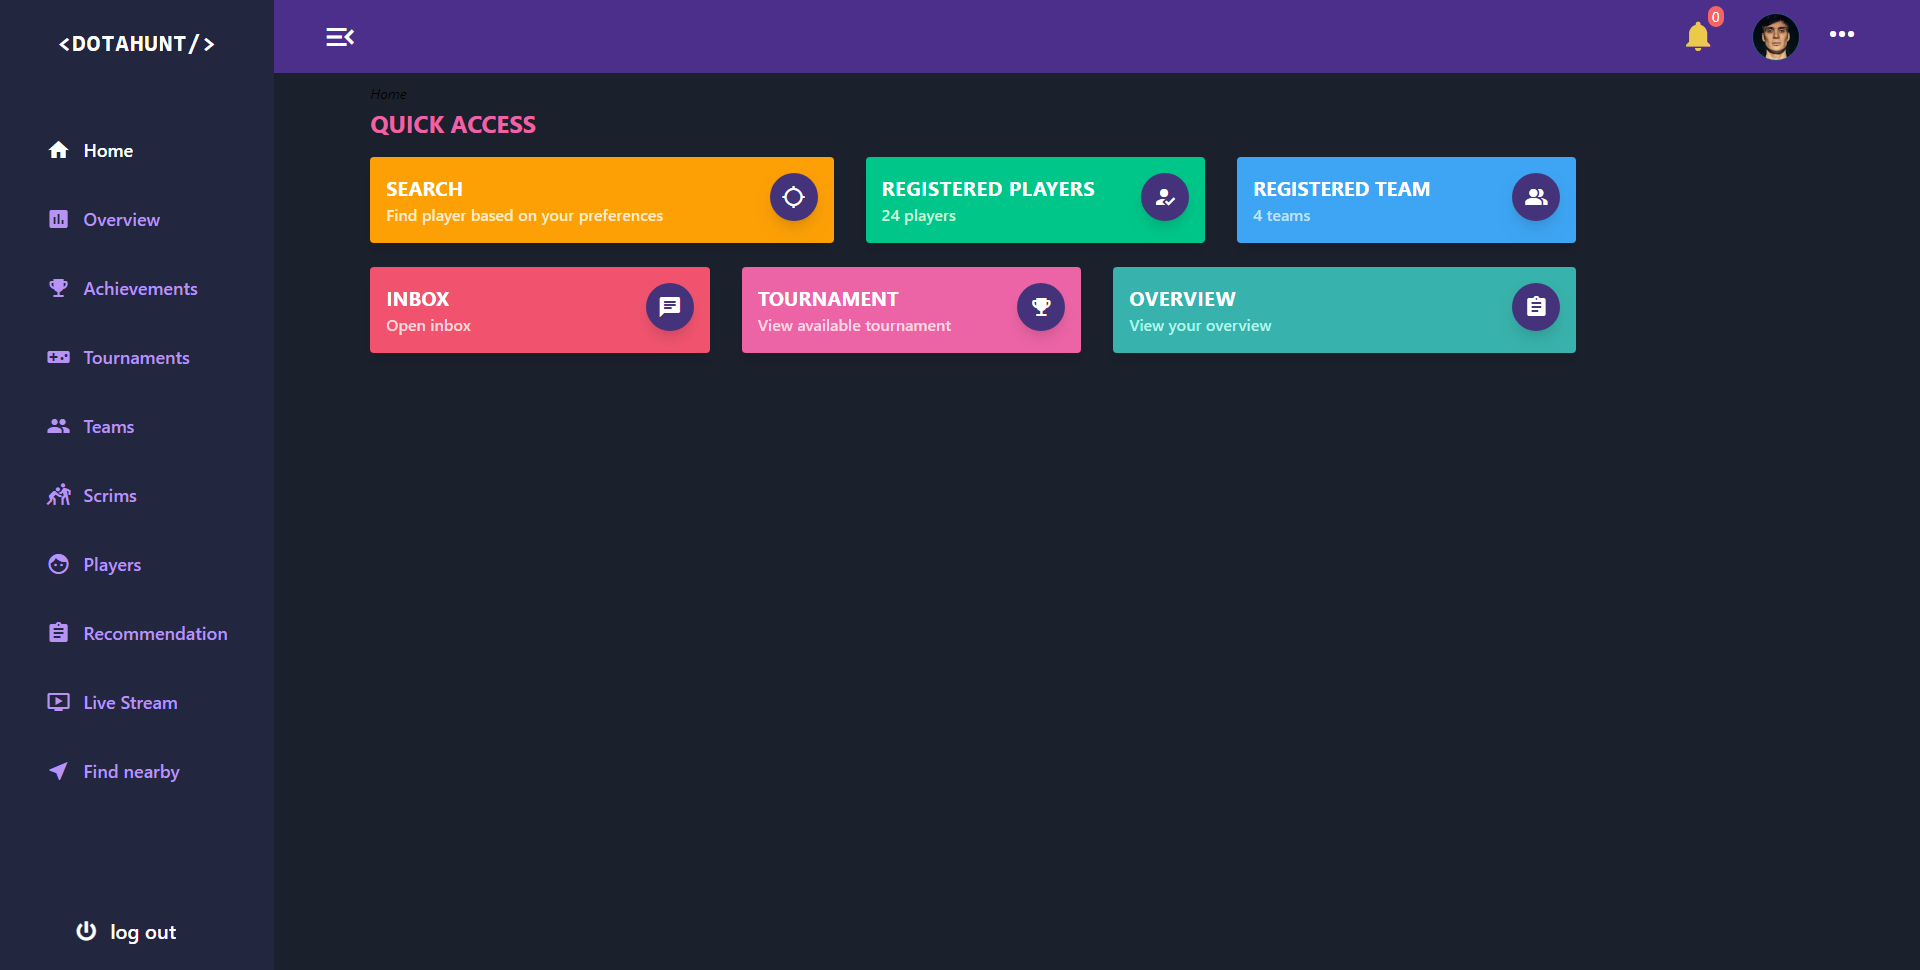 <DOTAHUNT/>
0
Home
Overview
Achievements
Tournaments
Teams
Scrims
Players
Recommendation
Live Stream
Find nearby
log out
Home
QUICK ACCESS
SEARCH
Find player based on your preferences
REGISTERED PLAYERS
24 players
REGISTERED TEAM
4 teams
INBOX
Open inbox
TOURNAMENT
View available tournament
OVERVIEW
View your overview